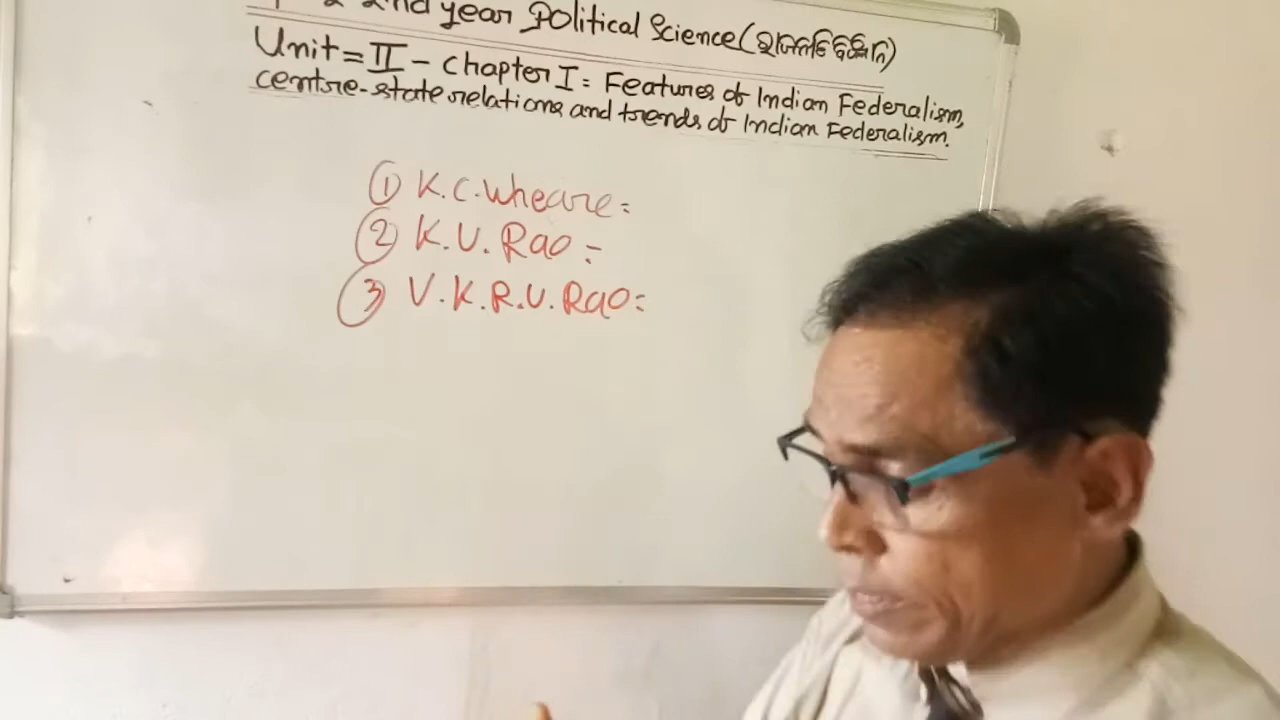 2nd year Political Science (ରାଜନୀତି ବିଜ୍ଞାନ)
Unit = II - Chapter I : Features of Indian Federalism,
centre-state relations and trends of Indian Federalism.
① K.C. Wheare =
② K.V. Rao =
③ V.K.R.V. Rao =